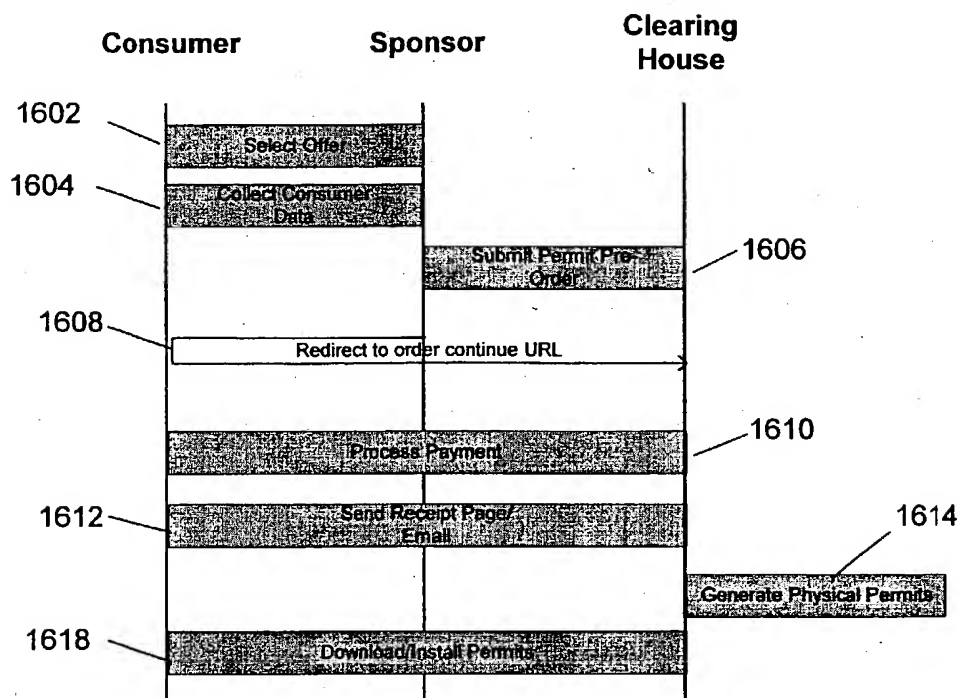 Consumer
Sponsor
Clearing
House
1602
Select Offer
1604
Collect Consumer
Data
Submit Permit Pre-
Order
1606
1608
Redirect to order continue URL
Process Payment
1610
1612
Send Receipt Page/
Email
1614
Generate Physical Permits
1618
Download/Install Permits